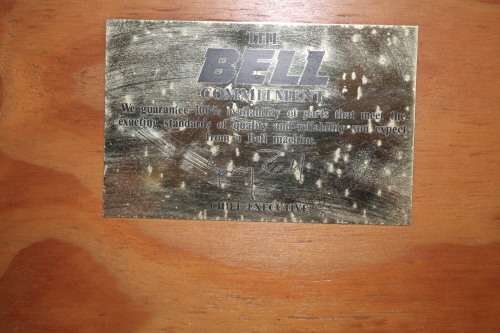 THE
BELL
COMMITMENT
We guarantee 100% availability of parts that meet the
exacting standards of quality and reliability you expect
from a Bell machine.
CHIEF EXECUTIVE